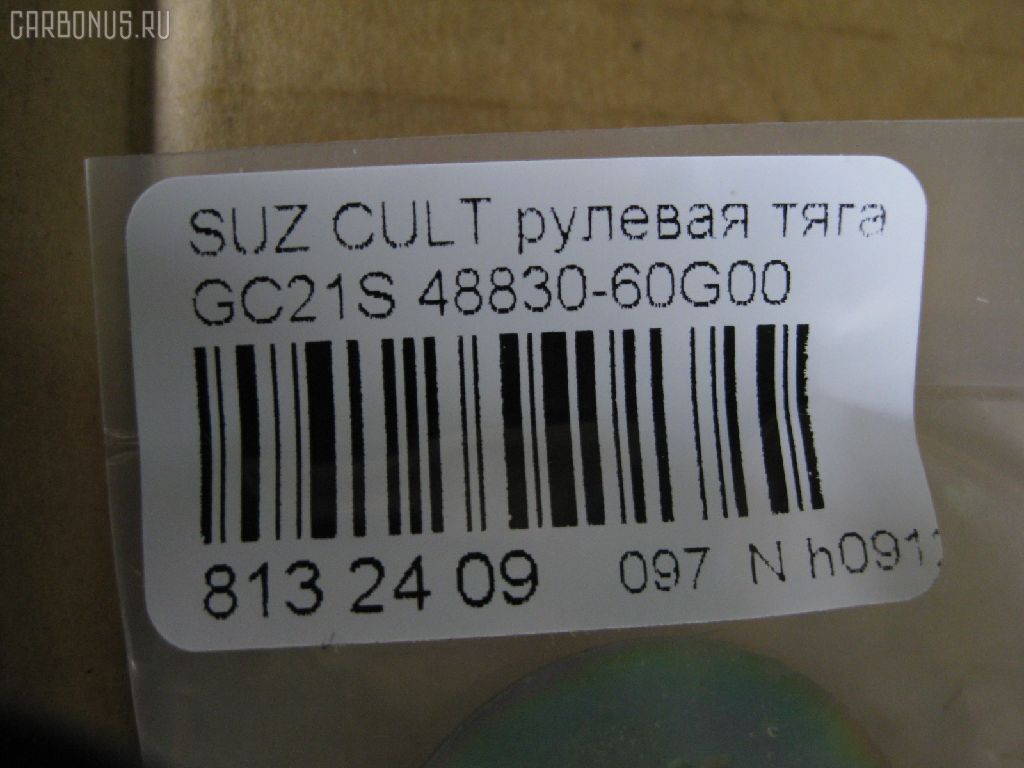 CARBONUS.RU
SUZ CULT рулевая тяга
GC21S 48830-60G00
813 24 09 097 N